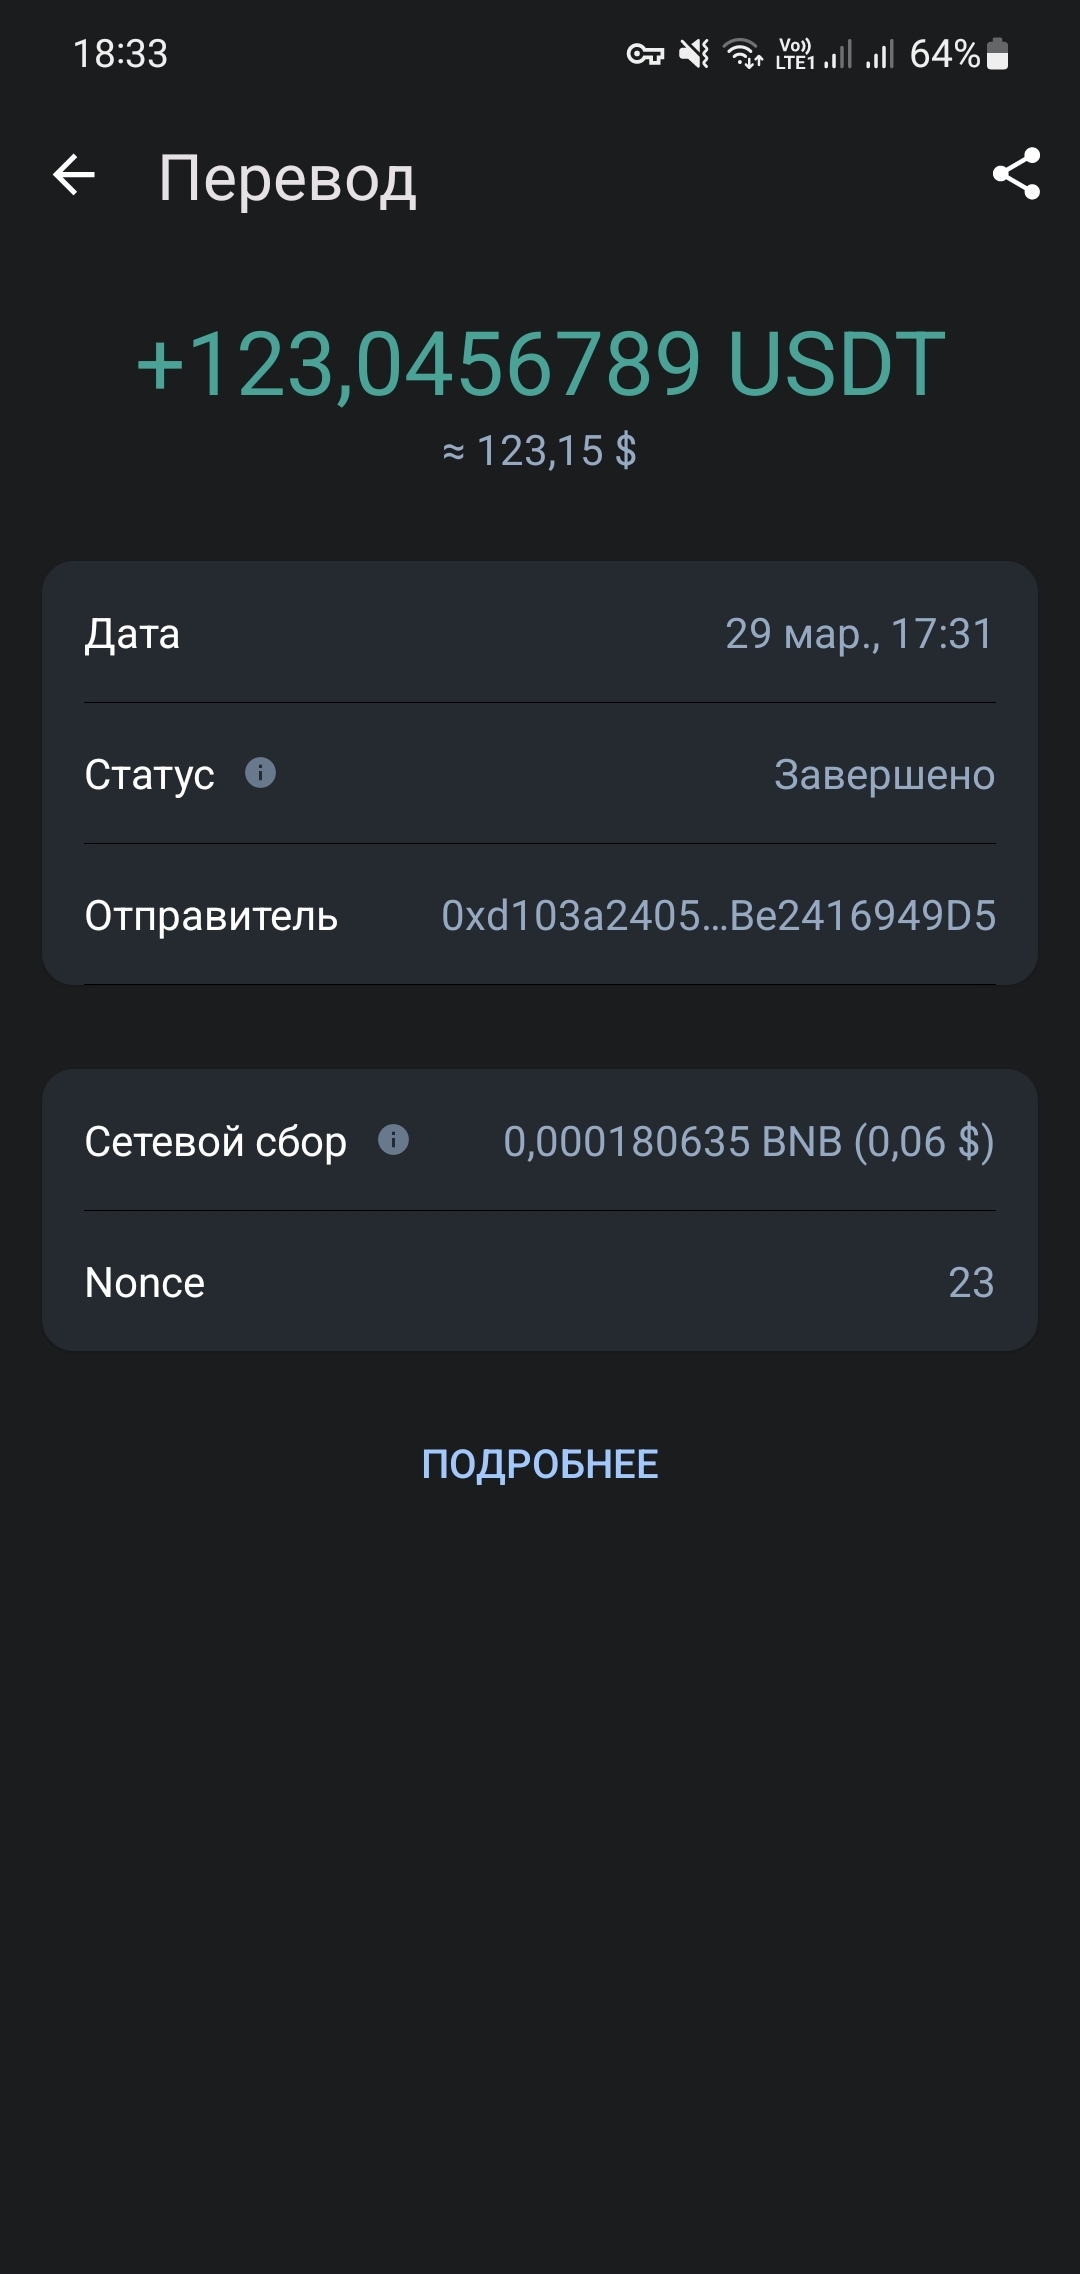 18:33 Vo)) LTE1 64%
Перевод
+123,0456789 USDT
≈ 123,15 $
Дата 29 мар., 17:31
Статус Завершено
Отправитель 0xd103a2405...Be2416949D5
Сетевой сбор 0,000180635 BNB (0,06 $)
Nonce 23
ПОДРОБНЕЕ